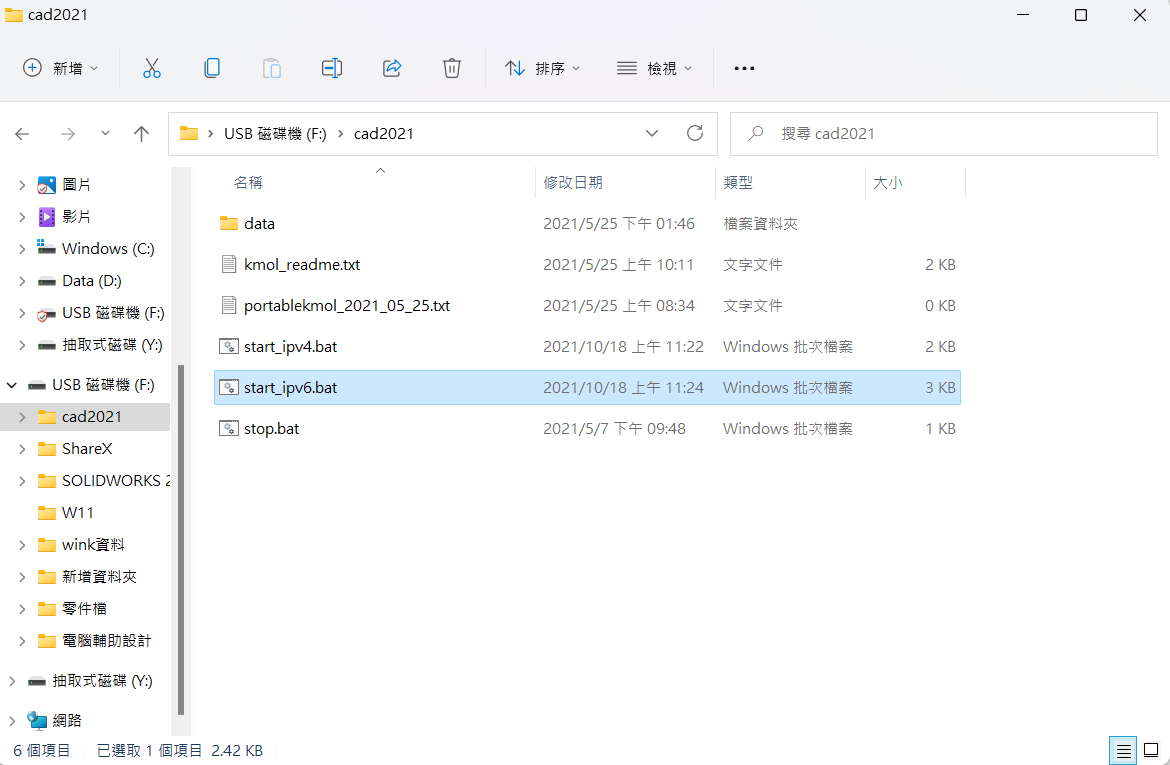 cad2021
新增 排序 檢視
USB 磁碟機 (F:) cad2021 搜尋 cad2021
名稱 修改日期 類型 大小
data 2021/5/25 下午 01:46 檔案資料夾
kmol_readme.txt 2021/5/25 上午 10:11 文字文件 2 KB
portablekmol_2021_05_25.txt 2021/5/25 上午 08:34 文字文件 0 KB
start_ipv4.bat 2021/10/18 上午 11:22 Windows 批次檔案 2 KB
start_ipv6.bat 2021/10/18 上午 11:24 Windows 批次檔案 3 KB
stop.bat 2021/5/7 下午 09:48 Windows 批次檔案 1 KB
圖片
影片
Windows (C:)
Data (D:)
USB 磁碟機 (F:)
抽取式磁碟 (Y:)
USB 磁碟機 (F:)
cad2021
ShareX
SOLIDWORKS 2
W11
wink資料
新增資料夾
零件檔
電腦輔助設計
抽取式磁碟 (Y:)
網路
6 個項目 已選取 1 個項目 2.42 KB